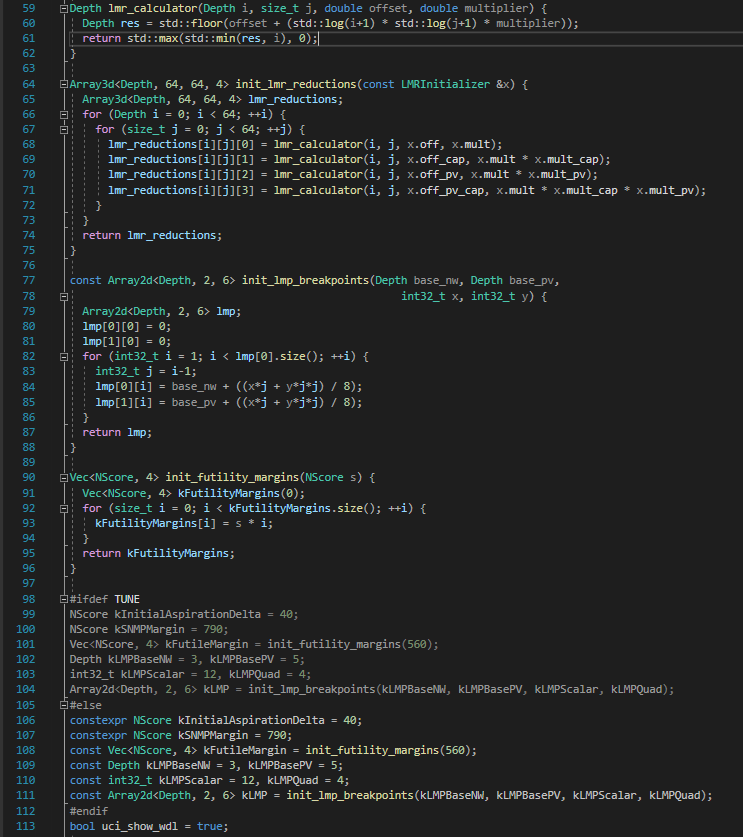 59 Depth lmr_calculator(Depth i, size_t j, double offset, double multiplier) {
60   Depth res = std::floor(offset + (std::log(i+1) * std::log(j+1) * multiplier));
61   return std::max(std::min(res, i), 0);
62 }
63
64 Array3d<Depth, 64, 64, 4> init_lmr_reductions(const LMRInitializer &x) {
65   Array3d<Depth, 64, 64, 4> lmr_reductions;
66   for (Depth i = 0; i < 64; ++i) {
67     for (size_t j = 0; j < 64; ++j) {
68       lmr_reductions[i][j][0] = lmr_calculator(i, j, x.off, x.mult);
69       lmr_reductions[i][j][1] = lmr_calculator(i, j, x.off_cap, x.mult * x.mult_cap);
70       lmr_reductions[i][j][2] = lmr_calculator(i, j, x.off_pv, x.mult * x.mult_pv);
71       lmr_reductions[i][j][3] = lmr_calculator(i, j, x.off_pv_cap, x.mult * x.mult_cap * x.mult_pv);
72     }
73   }
74   return lmr_reductions;
75 }
76
77 const Array2d<Depth, 2, 6> init_lmp_breakpoints(Depth base_nw, Depth base_pv,
78                                                 int32_t x, int32_t y) {
79   Array2d<Depth, 2, 6> lmp;
80   lmp[0][0] = 0;
81   lmp[1][0] = 0;
82   for (int32_t i = 1; i < lmp[0].size(); ++i) {
83     int32_t j = i-1;
84     lmp[0][i] = base_nw + ((x*j + y*j*j) / 8);
85     lmp[1][i] = base_pv + ((x*j + y*j*j) / 8);
86   }
87   return lmp;
88 }
89
90 Vec<NScore, 4> init_futility_margins(NScore s) {
91   Vec<NScore, 4> kFutilityMargins(0);
92   for (size_t i = 0; i < kFutilityMargins.size(); ++i) {
93     kFutilityMargins[i] = s * i;
94   }
95   return kFutilityMargins;
96 }
97
98 #ifdef TUNE
99 NScore kInitialAspirationDelta = 40;
100 NScore kSNMPMargin = 790;
101 Vec<NScore, 4> kFutileMargin = init_futility_margins(560);
102 Depth kLMPBaseNW = 3, kLMPBasePV = 5;
103 int32_t kLMPScalar = 12, kLMPQuad = 4;
104 Array2d<Depth, 2, 6> kLMP = init_lmp_breakpoints(kLMPBaseNW, kLMPBasePV, kLMPScalar, kLMPQuad);
105 #else
106 constexpr NScore kInitialAspirationDelta = 40;
107 constexpr NScore kSNMPMargin = 790;
108 const Vec<NScore, 4> kFutileMargin = init_futility_margins(560);
109 const Depth kLMPBaseNW = 3, kLMPBasePV = 5;
110 const int32_t kLMPScalar = 12, kLMPQuad = 4;
111 const Array2d<Depth, 2, 6> kLMP = init_lmp_breakpoints(kLMPBaseNW, kLMPBasePV, kLMPScalar, kLMPQuad);
112 #endif
113 bool uci_show_wdl = true;